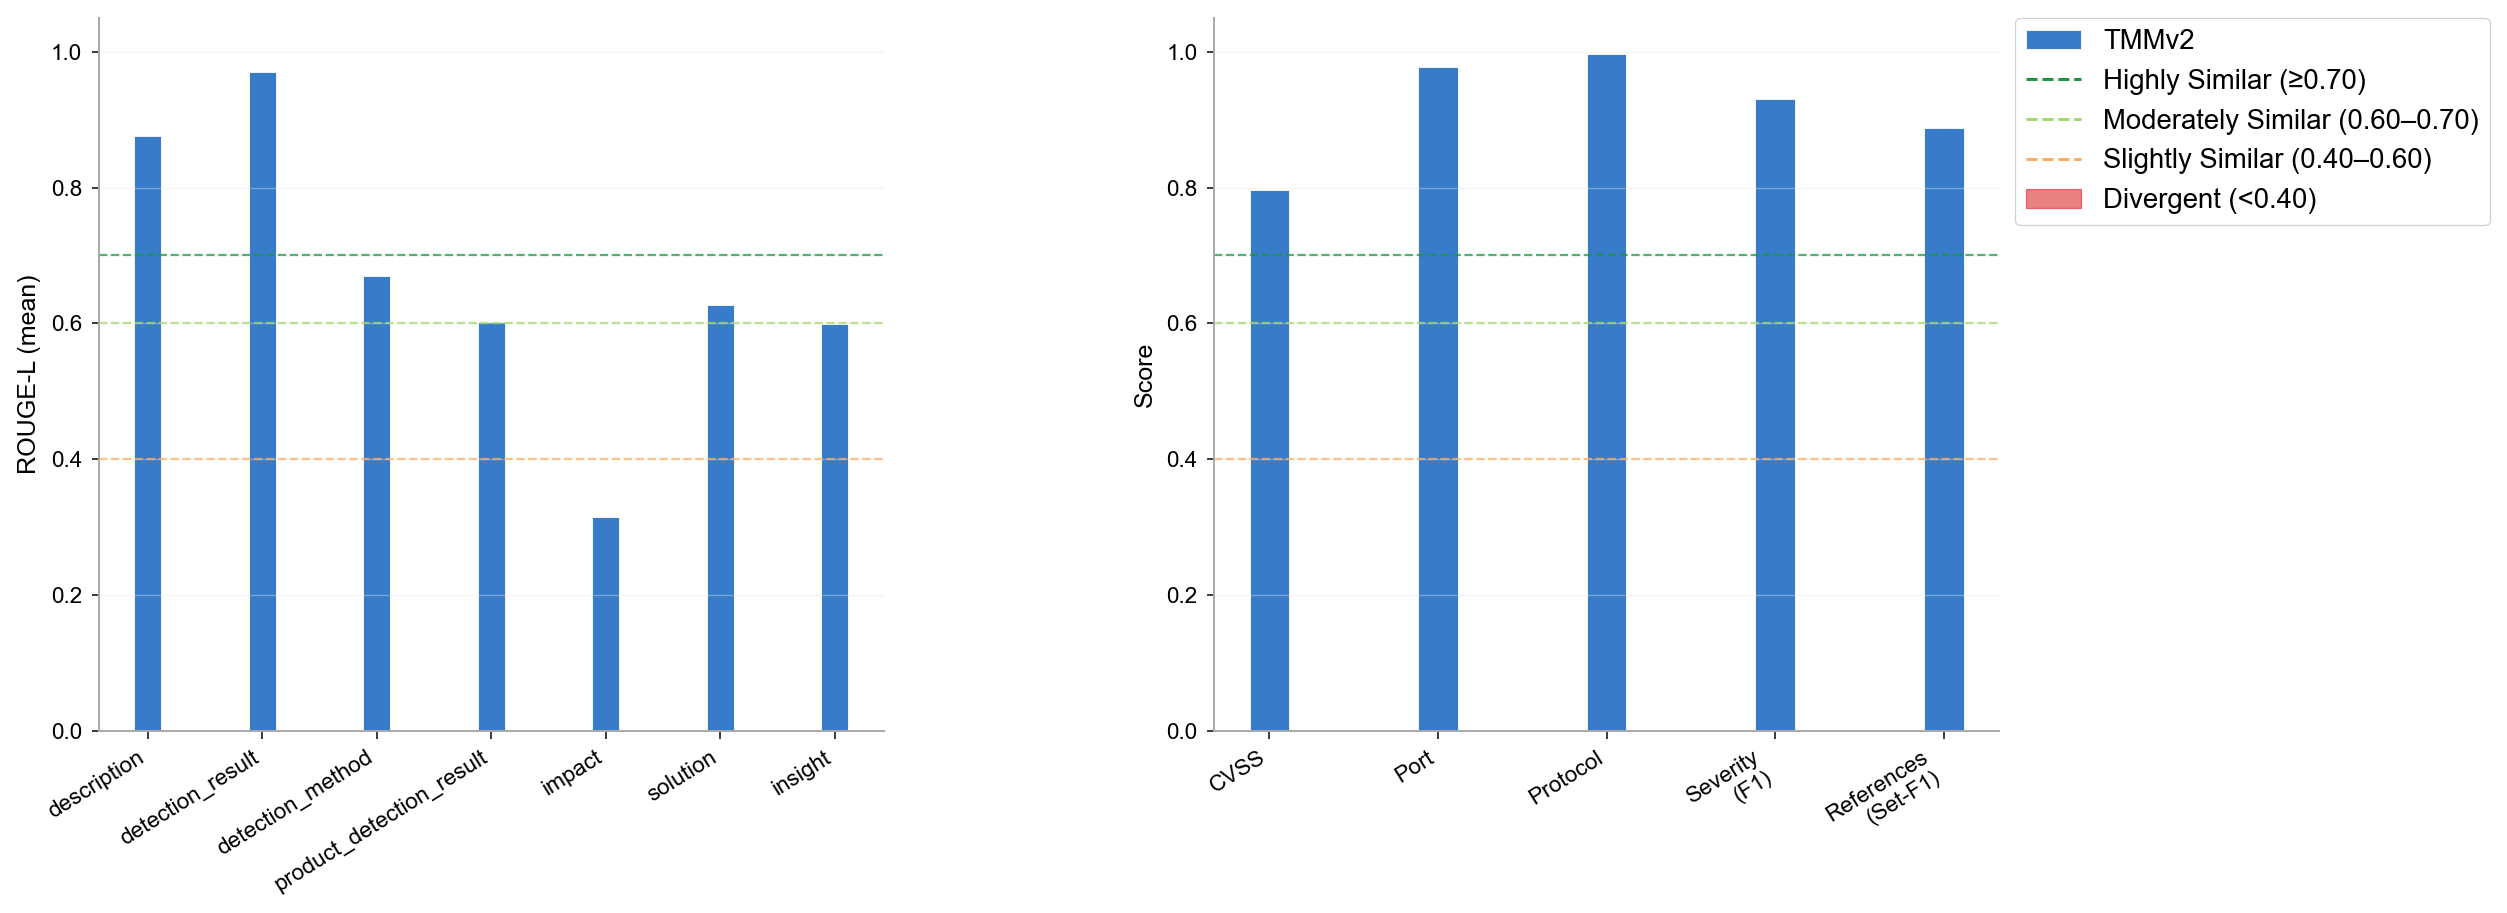 ROUGE-L (mean)
1.0
0.8
0.6
0.4
0.2
0.0
description
detection_result
detection_method
product_detection_result
impact
solution
insight
Score
1.0
0.8
0.6
0.4
0.2
0.0
CVSS
Port
Protocol
Severity
(F1)
References
(Set-F1)
TMMv2
Highly Similar (≥0.70)
Moderately Similar (0.60–0.70)
Slightly Similar (0.40–0.60)
Divergent (<0.40)